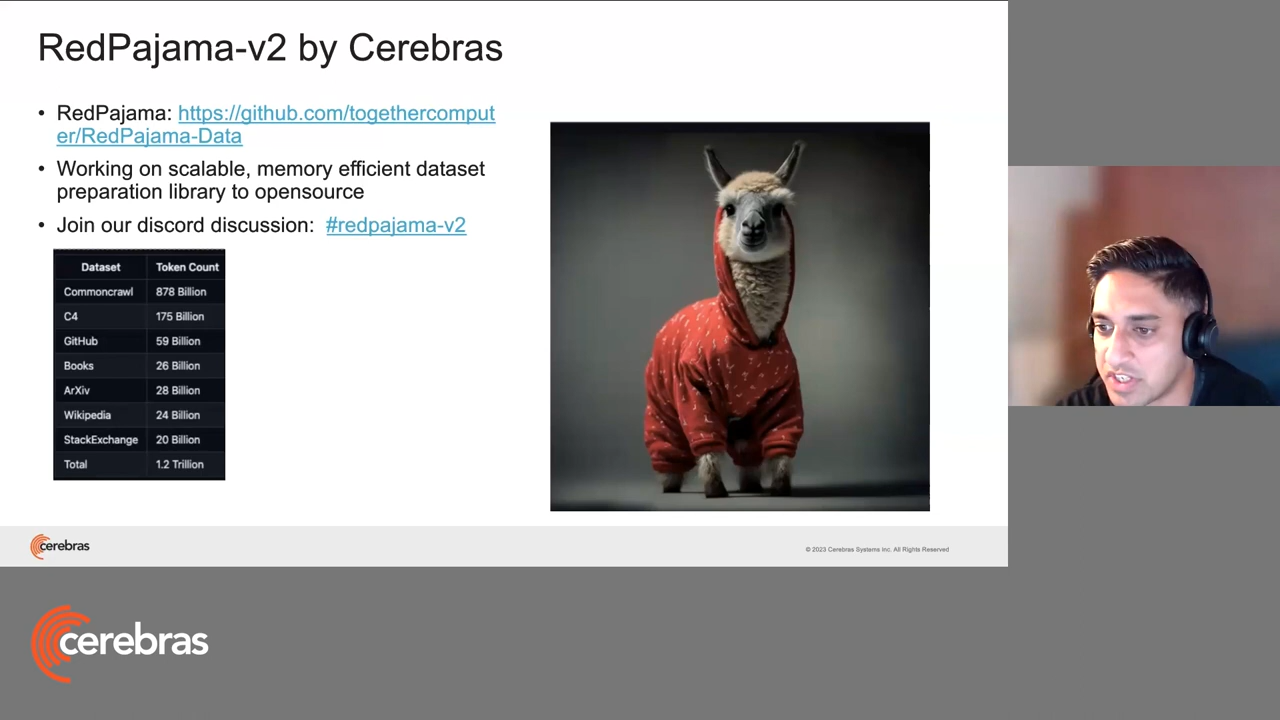 RedPajama-v2 by Cerebras
• RedPajama: https://github.com/togethercomput
er/RedPajama-Data
• Working on scalable, memory efficient dataset
preparation library to opensource
• Join our discord discussion: #redpajama-v2
Dataset Token Count
Commoncrawl 878 Billion
C4 175 Billion
GitHub 59 Billion
Books 26 Billion
ArXiv 28 Billion
Wikipedia 24 Billion
StackExchange 20 Billion
Total 1.2 Trillion
cerebras
© 2023 Cerebras Systems Inc. All Rights Reserved
cerebras